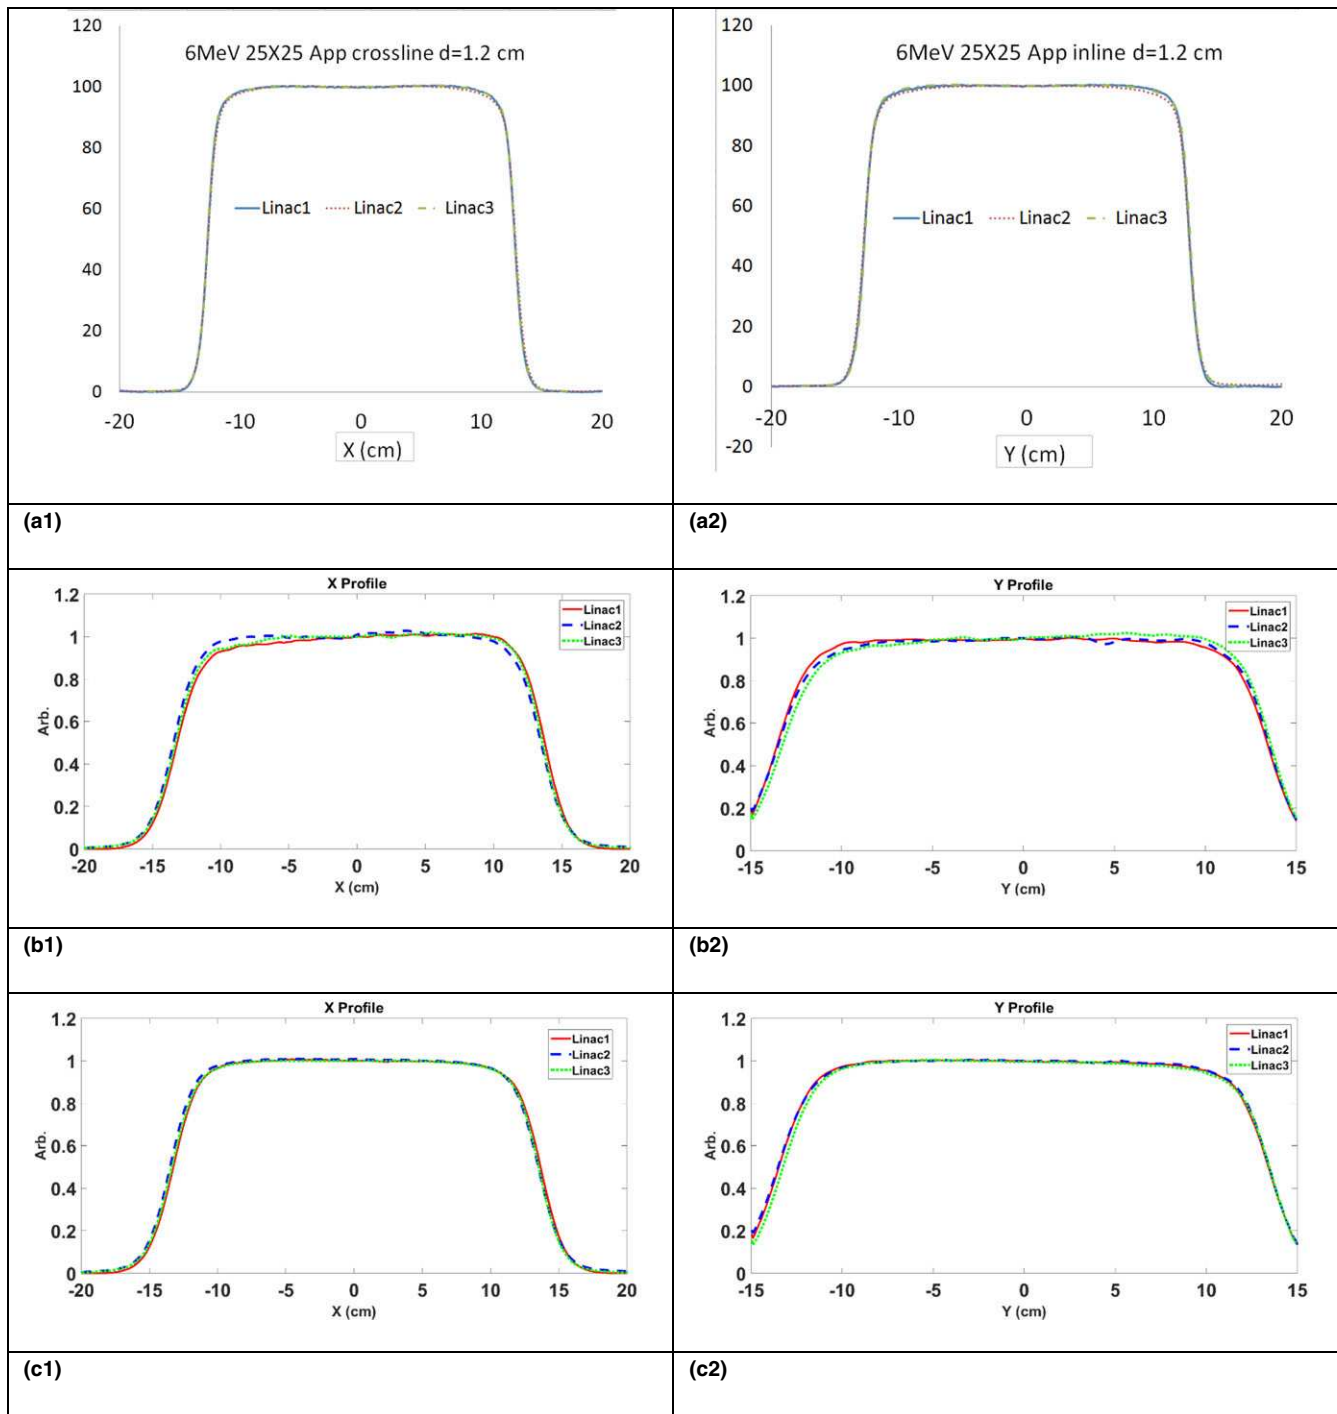 120
6MeV 25X25 App crossline d=1.2 cm
100
80
60
Linac1 Linac2 Linac3
40
20
0
-20 -10 0 10 20
X (cm)
120
6MeV 25X25 App inline d=1.2 cm
100
80
60
Linac1 Linac2 Linac3
40
20
0
-20 -10 0 10 20
-20
Y (cm)
(a1)
(a2)
X Profile
1.2
1
0.8
0.6
0.4
0.2
0
Arb.
Linac1
Linac2
Linac3
-20 -15 -10 -5 0 5 10 15 20
X (cm)
Y Profile
1.2
1
0.8
0.6
0.4
0.2
0
Arb.
Linac1
Linac2
Linac3
-15 -10 -5 0 5 10 15
Y (cm)
(b1)
(b2)
X Profile
1.2
1
0.8
0.6
0.4
0.2
0
Arb.
Linac1
Linac2
Linac3
-20 -15 -10 -5 0 5 10 15 20
X (cm)
Y Profile
1.2
1
0.8
0.6
0.4
0.2
0
Arb.
Linac1
Linac2
Linac3
-15 -10 -5 0 5 10 15
Y (cm)
(c1)
(c2)